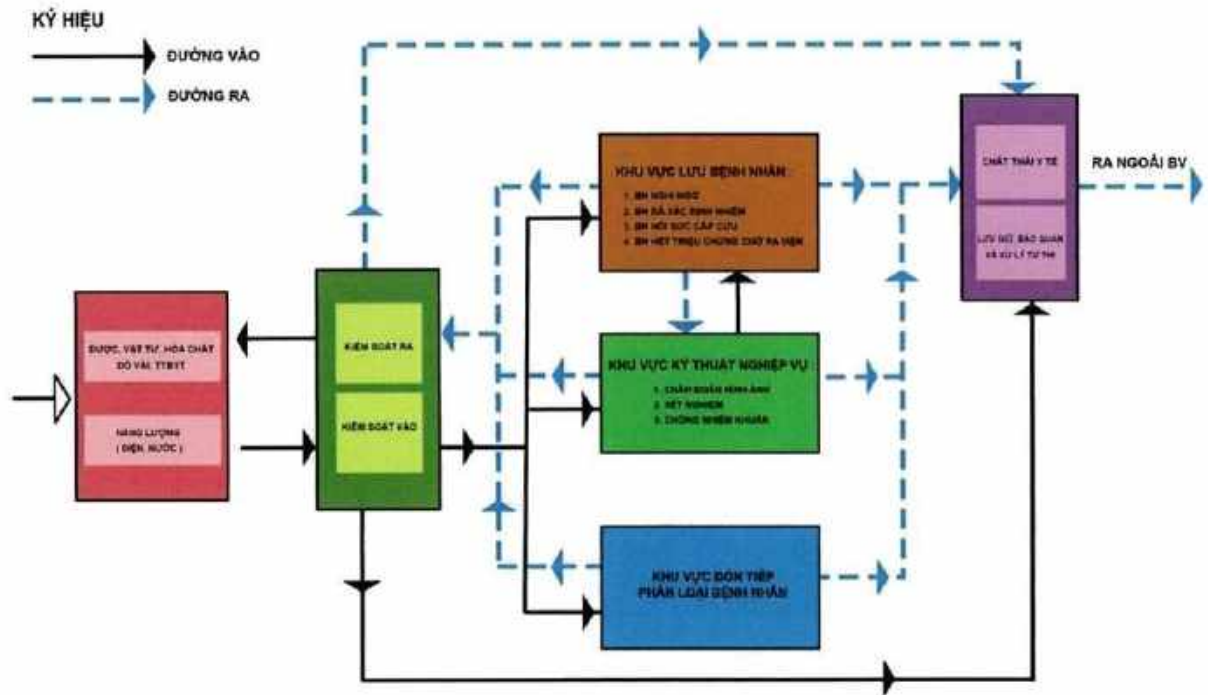 KÝ HIỆU
ĐƯỜNG VÀO
ĐƯỜNG RA
DƯỢC, VẬT TƯ, HÓA CHẤT
ĐỒ VẢI, TTBYT
NĂNG LƯỢNG
( ĐIỆN, NƯỚC )
KIỂM SOÁT RA
KIỂM SOÁT VÀO
KHU VỰC LƯU BỆNH NHÂN :
1. BN NGHI NGỜ
2. BN ĐÃ XÁC ĐỊNH NHIỄM
3. BN HỒI SỨC CẤP CỨU
4. BN HẾT TRIỆU CHỨNG CHỜ RA VIỆN
KHU VỰC KỸ THUẬT NGHIỆP VỤ :
1. CHẨN ĐOÁN HÌNH ẢNH
2. XÉT NGHIỆM
3. CHỐNG NHIỄM KHUẨN
KHU VỰC ĐÓN TIẾP
PHÂN LOẠI BỆNH NHÂN
CHẤT THẢI Y TẾ
LƯU GIỮ, BẢO QUẢN
VÀ XỬ LÝ TỬ THI
RA NGOÀI BV